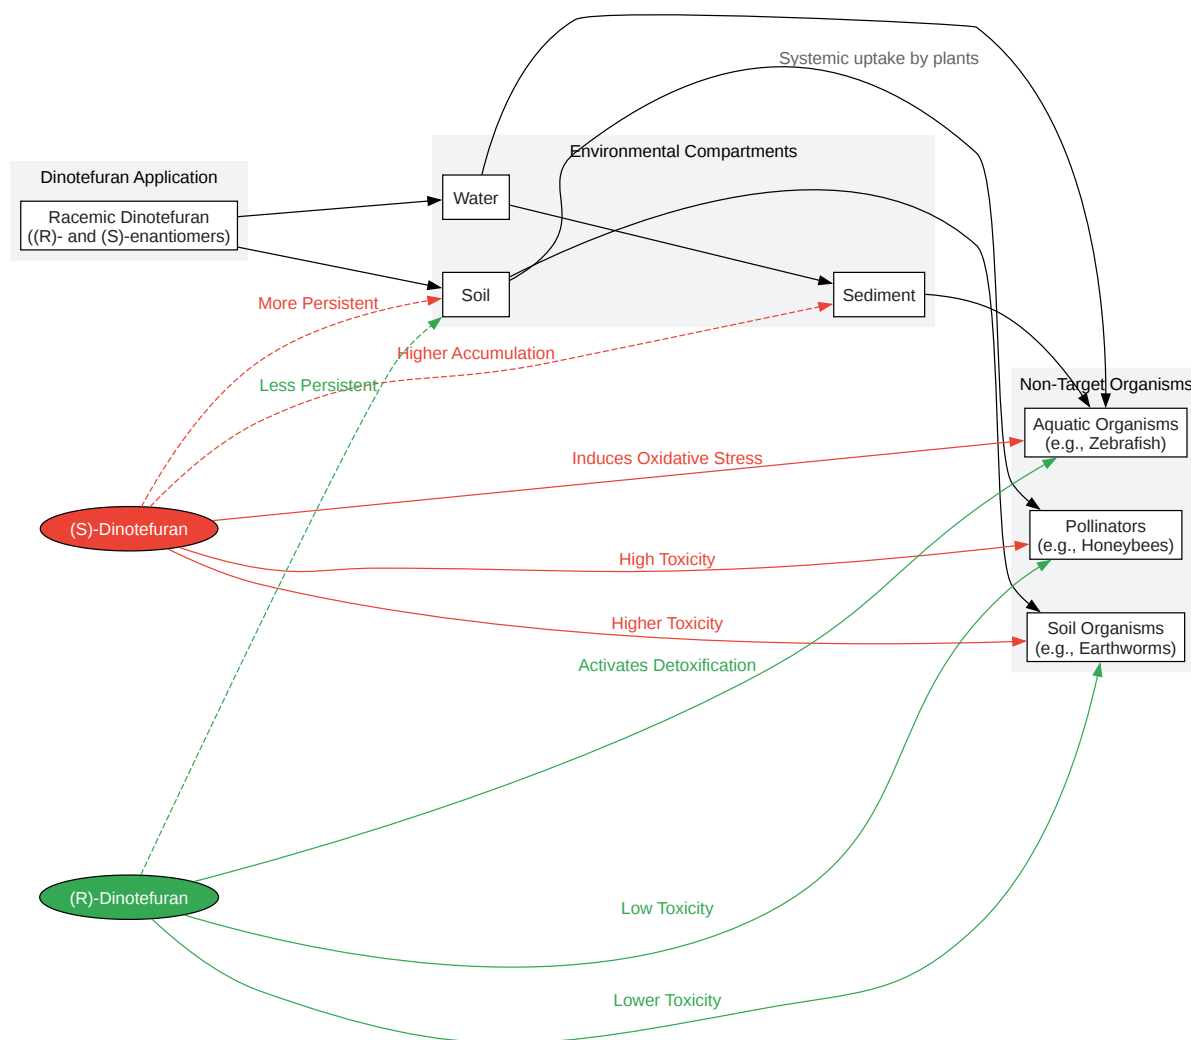 Systemic uptake by plants
Environmental Compartments
Dinotefuran Application
Water
Racemic Dinotefuran
((R)- and (S)-enantiomers)
Soil
Sediment
More Persistent
Higher Accumulation
Less Persistent
Non-Target Organisms
Aquatic Organisms
(e.g., Zebrafish)
Induces Oxidative Stress
(S)-Dinotefuran
Pollinators
(e.g., Honeybees)
High Toxicity
Higher Toxicity
Soil Organisms
(e.g., Earthworms)
Activates Detoxification
(R)-Dinotefuran
Low Toxicity
Lower Toxicity